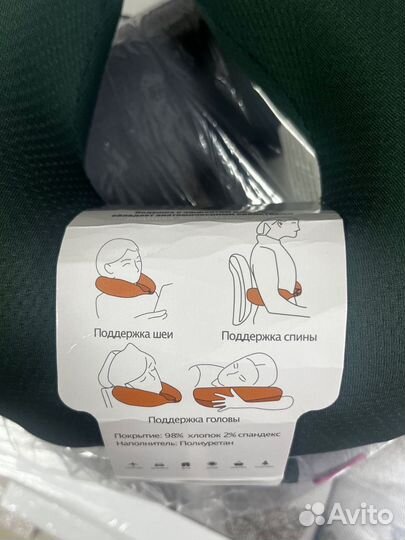 Поддержка шеи
Поддержка спины
Поддержка головы
Покрытие: 98% хлопок 2% спандекс
Наполнитель: Полиуретан
Avito